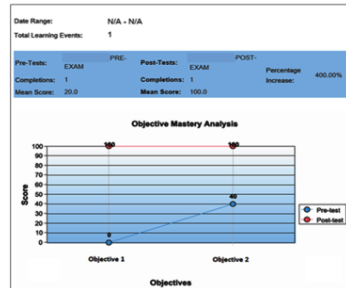 Date Range: N/A - N/A
Total Learning Events: 1
Pre-Tests: PRE-EXAM Post-Tests: POST-EXAM Percentage Increase: 400.00%
Completions: 1 Completions: 1
Mean Score: 20.0 Mean Score: 100.0
Objective Mastery Analysis
100
90
80
70
60
50
40
30
20
10
0
Score
100 100
40
0
Pre-test
Post-test
Objective 1 Objective 2
Objectives